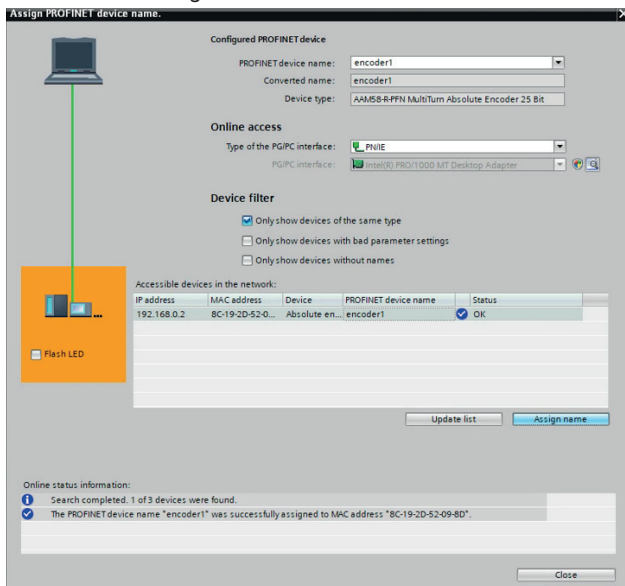 Assign PROFINET device name.
Configured PROFINET device
PROFINET device name: encoder1
Converted name: encoder1
Device type: AAM58-R-PFN MultiTurn Absolute Encoder 25 Bit
Online access
Type of the PG/PC interface: PN/IE
PG/PC interface: Intel(R) PRO/1000 MT Desktop Adapter
Device filter
Only show devices of the same type
Only show devices with bad parameter settings
Only show devices without names
Accessible devices in the network:
IP address MAC address Device PROFINET device name Status
192.168.0.2 8C-19-2D-52-0... Absolute en... encoder1 OK
Flash LED
Update list Assign name
Online status information:
Search completed. 1 of 3 devices were found.
The PROFINET device name "encoder1" was successfully assigned to MAC address "8C-19-2D-52-09-8D".
Close